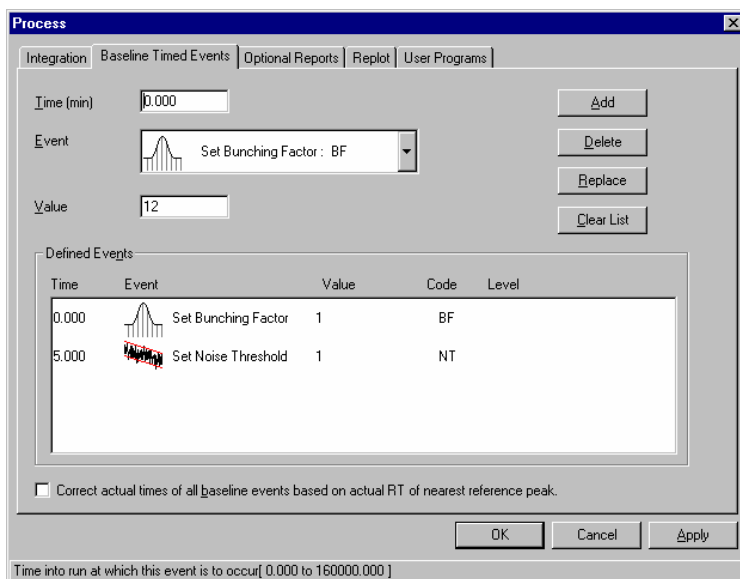 Process
Integration Baseline Timed Events Optional Reports Replot User Programs
Time (min) 0.000 Add
Event Set Bunching Factor : BF Delete
Replace
Value 12 Clear List
Defined Events
Time Event Value Code Level
0.000 Set Bunching Factor 1 BF
5.000 Set Noise Threshold 1 NT
Correct actual times of all baseline events based on actual RT of nearest reference peak.
OK Cancel Apply
Time into run at which this event is to occur[ 0.000 to 160000.000 ]